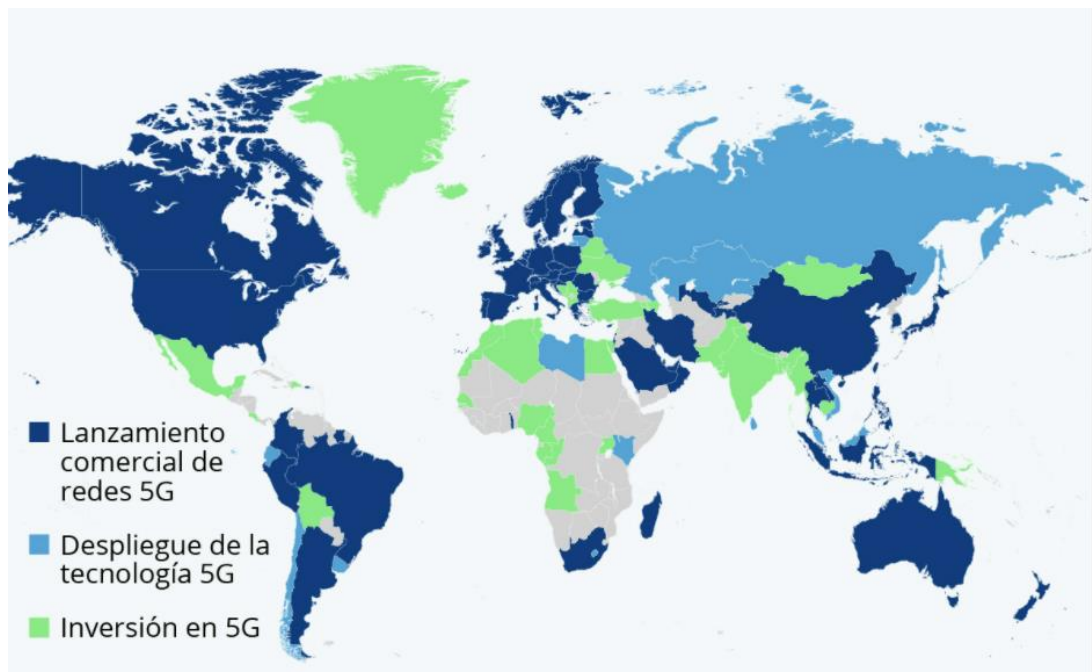 Lanzamiento
comercial de
redes 5G
Despliegue de la
tecnología 5G
Inversión en 5G